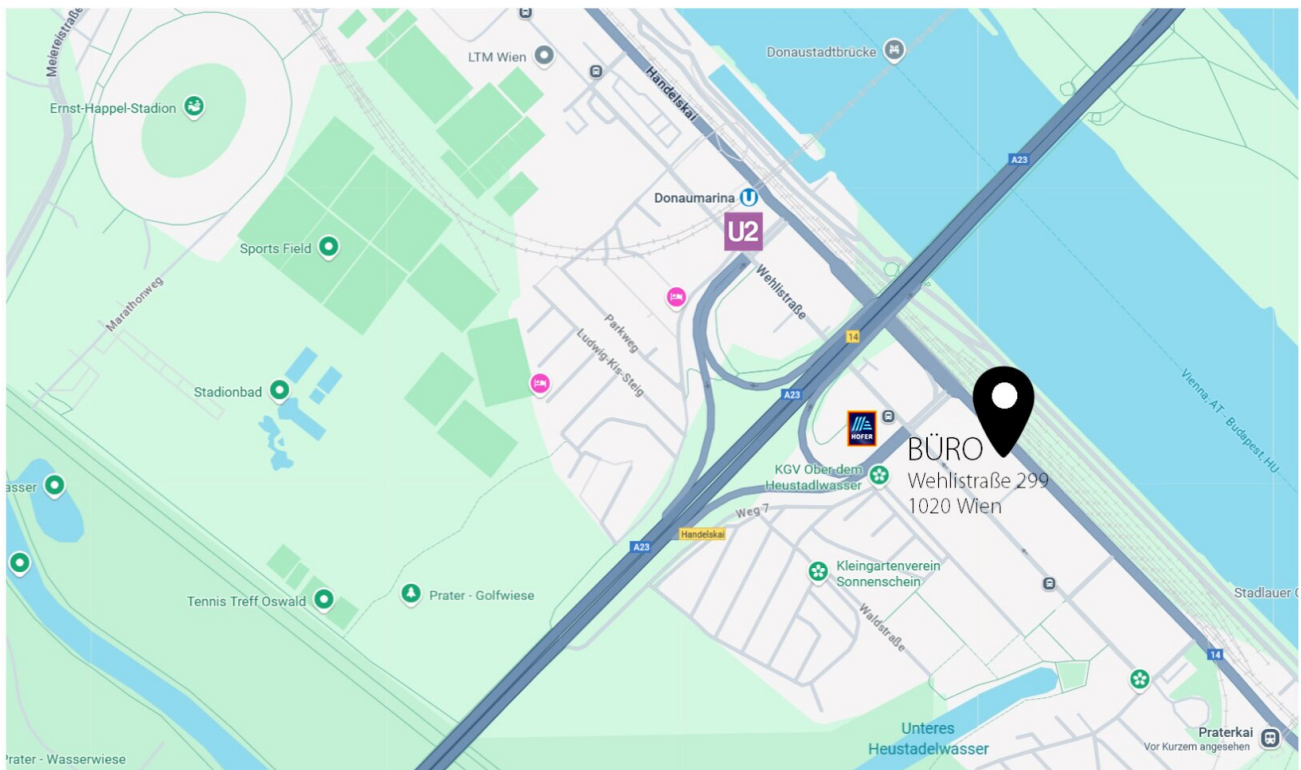 Meiereistraße
LTM Wien
Donaustadtbrücke
Handelskai
Ernst-Happel-Stadion
A23
Donaumarina
U
U2
Sports Field
Wehlistraße
Marathonweg
Parkweg
Ludwig-Kis-Steig
14
Stadionbad
A23
Vienna, AT - Budapest, HU
HOFER
BÜRO
Wehlistraße 299
1020 Wien
KGV Ober dem
Heustadlwasser
asser
Weg 7
Handelskai
A23
Kleingartenverein
Sonnenschein
Prater - Golfwiese
Tennis Treff Oswald
Stadlauer
Waldstraße
14
Unteres
Heustadelwasser
Praterkai
Vor Kurzem angesehen
Prater - Wasserwiese